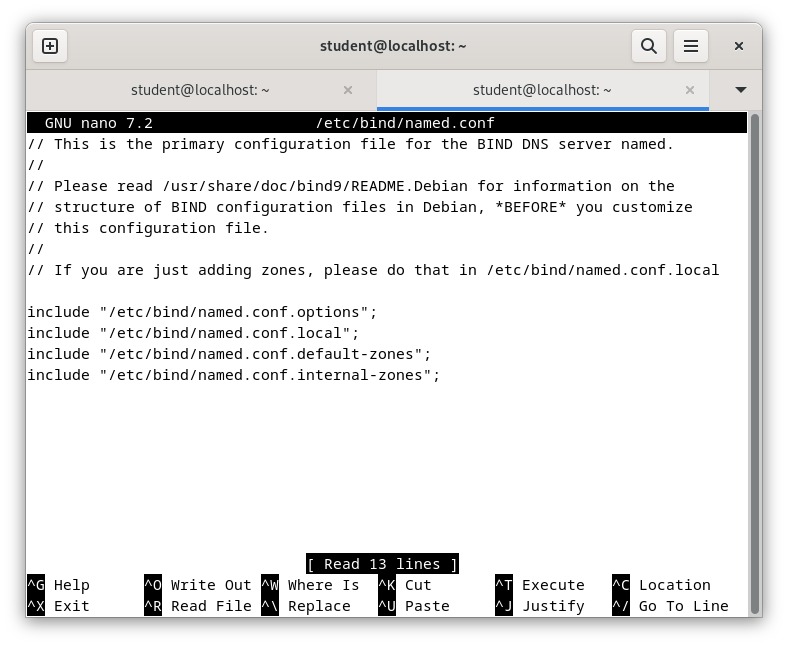 student@localhost: ~
student@localhost: ~ × student@localhost: ~ ×
GNU nano 7.2 /etc/bind/named.conf
// This is the primary configuration file for the BIND DNS server named.
//
// Please read /usr/share/doc/bind9/README.Debian for information on the
// structure of BIND configuration files in Debian, *BEFORE* you customize
// this configuration file.
//
// If you are just adding zones, please do that in /etc/bind/named.conf.local
include "/etc/bind/named.conf.options";
include "/etc/bind/named.conf.local";
include "/etc/bind/named.conf.default-zones";
include "/etc/bind/named.conf.internal-zones";
[ Read 13 lines ]
^G Help ^O Write Out ^W Where Is ^K Cut ^T Execute ^C Location
^X Exit ^R Read File ^\ Replace ^U Paste ^J Justify ^/ Go To Line